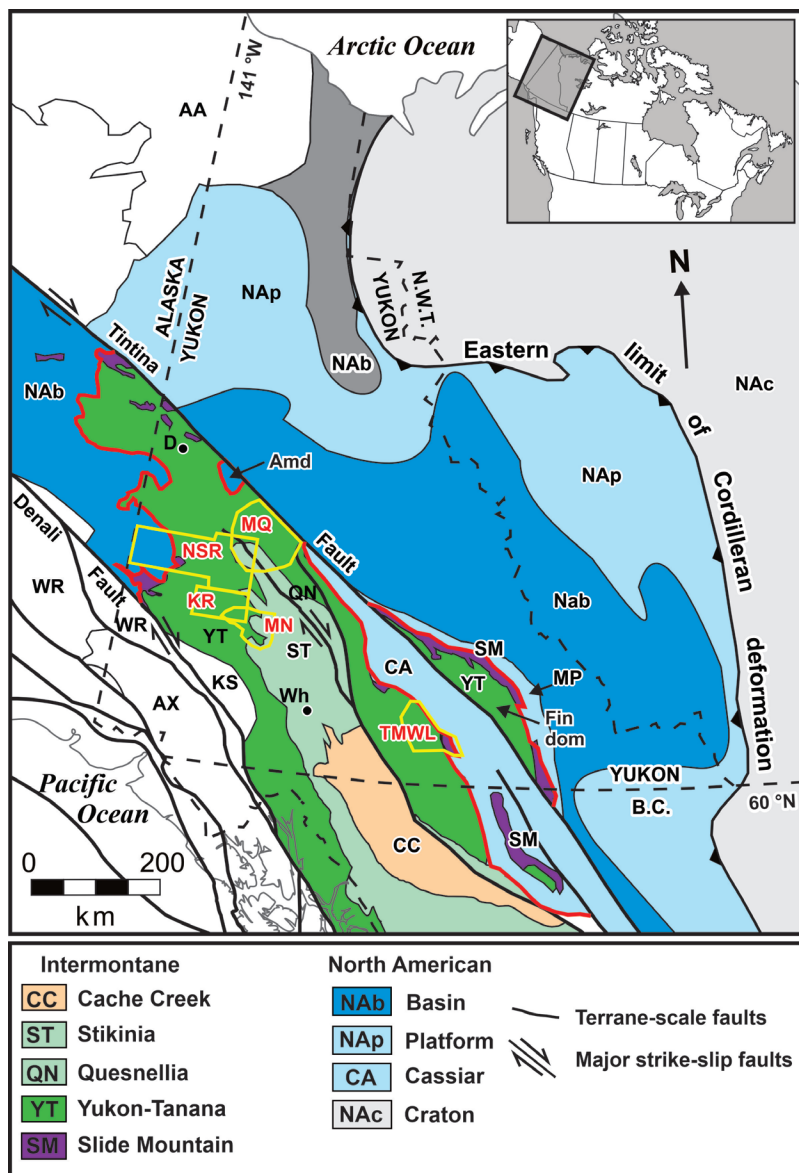 Arctic Ocean
141 °W
AA
ALASKA
YUKON
NAp
N.W.T.
YUKON
N
NAb
Eastern
limit
of
Cordilleran
deformation
NAc
Tintina
Fault
NAb
D
Amd
NAp
Denali
Fault
MQ
NSR
WR
QN
KR
MN
WR
YT
ST
Nab
CA
SM
YT
MP
KS
Wh
Fin
dom
AX
TMWL
YUKON
B.C.
60 °N
Pacific
Ocean
SM
CC
0 200
km
Intermontane
CC Cache Creek
ST Stikinia
QN Quesnellia
YT Yukon-Tanana
SM Slide Mountain
North American
NAb Basin
NAp Platform
CA Cassiar
NAc Craton
Terrane-scale faults
Major strike-slip faults